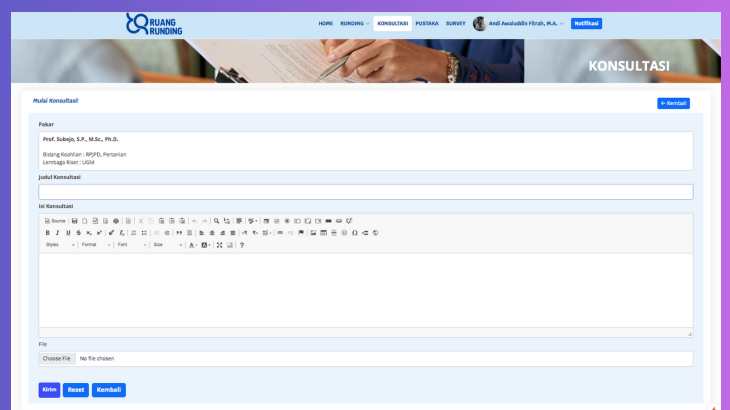 RUANG
RUNDING
HOME RUNDING KONSULTASI PUSTAKA SURVEY Andi Awaluddin Fitrah, M.A. Notifikasi
KONSULTASI
Mulai Konsultasi!
← Kembali
Pakar
Prof. Subejo, S.P., M.Sc., Ph.D.
Bidang Keahlian : RPJPD, Pertanian
Lembaga Riset : UGM
Judul Konsultasi
Isi Konsultasi
Source
Styles Format Font Size
File
Choose File No file chosen
Kirim Reset Kembali